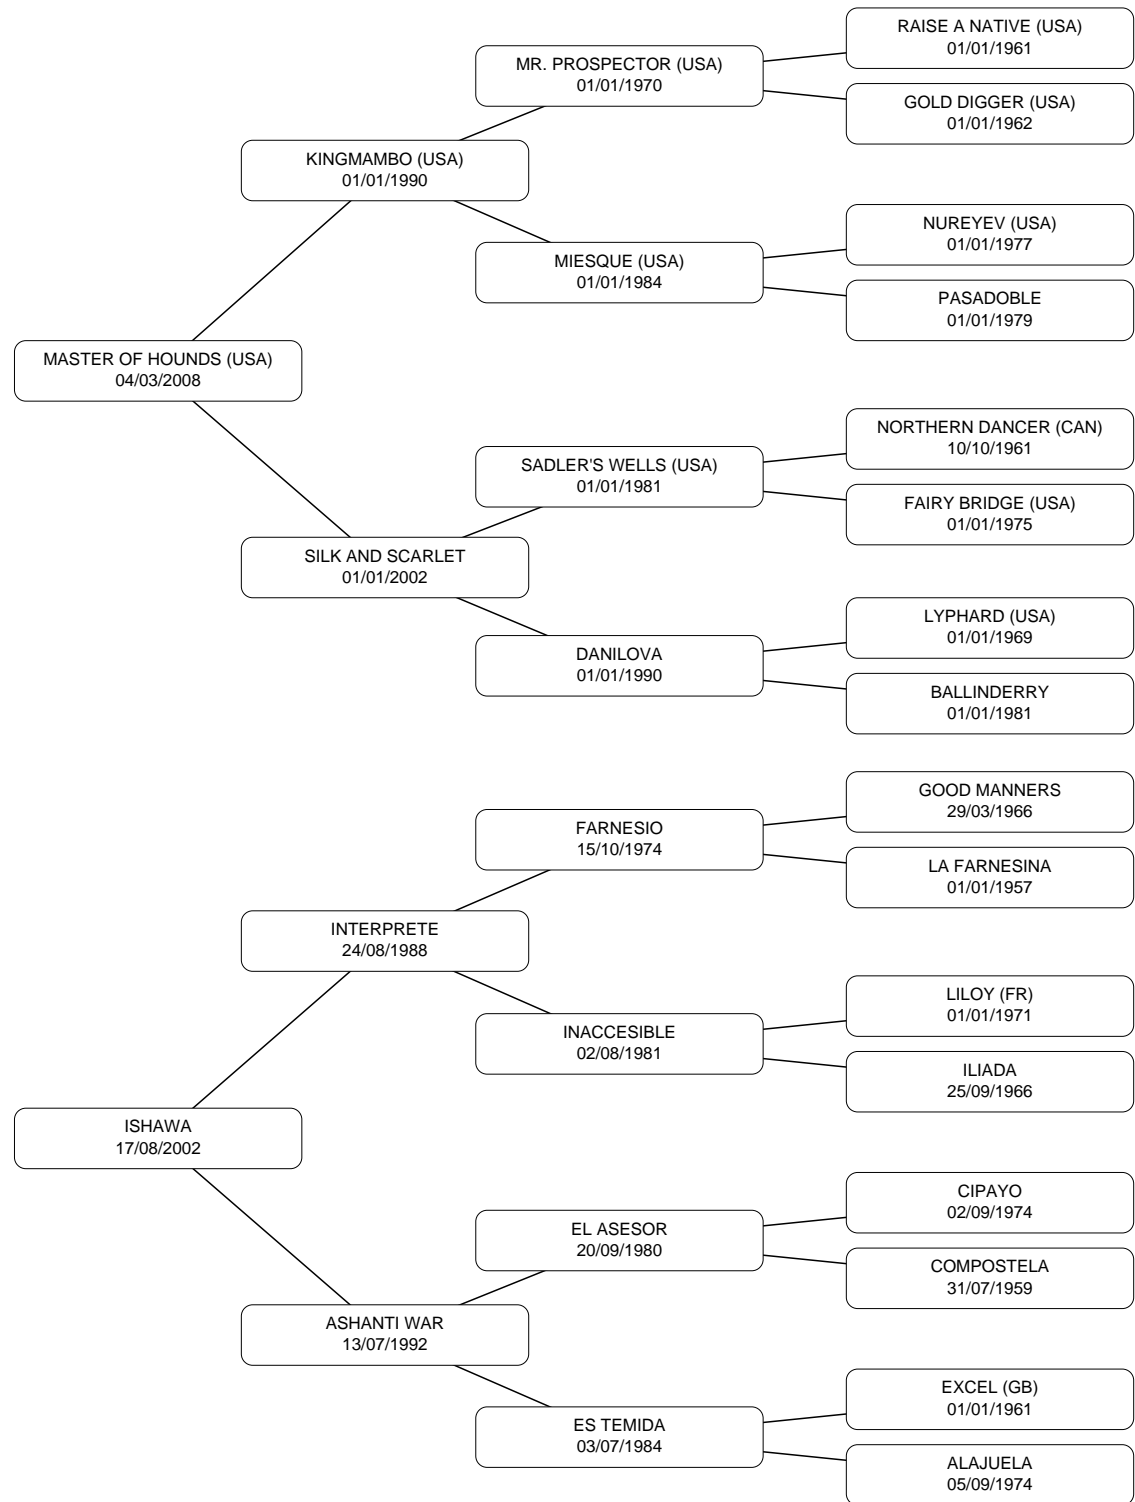 RAISE A NATIVE (USA)
01/01/1961
MR. PROSPECTOR (USA)
01/01/1970
GOLD DIGGER (USA)
01/01/1962
KINGMAMBO (USA)
01/01/1990
NUREYEV (USA)
01/01/1977
MIESQUE (USA)
01/01/1984
PASADOBLE
01/01/1979
MASTER OF HOUNDS (USA)
04/03/2008
NORTHERN DANCER (CAN)
10/10/1961
SADLER'S WELLS (USA)
01/01/1981
FAIRY BRIDGE (USA)
01/01/1975
SILK AND SCARLET
01/01/2002
LYPHARD (USA)
01/01/1969
DANILOVA
01/01/1990
BALLINDERRY
01/01/1981
GOOD MANNERS
29/03/1966
FARNESIO
15/10/1974
LA FARNESINA
01/01/1957
INTERPRETE
24/08/1988
LILOY (FR)
01/01/1971
INACCESIBLE
02/08/1981
ILIADA
25/09/1966
ISHAWA
17/08/2002
CIPAYO
02/09/1974
EL ASESOR
20/09/1980
COMPOSTELA
31/07/1959
ASHANTI WAR
13/07/1992
EXCEL (GB)
01/01/1961
ES TEMIDA
03/07/1984
ALAJUELA
05/09/1974